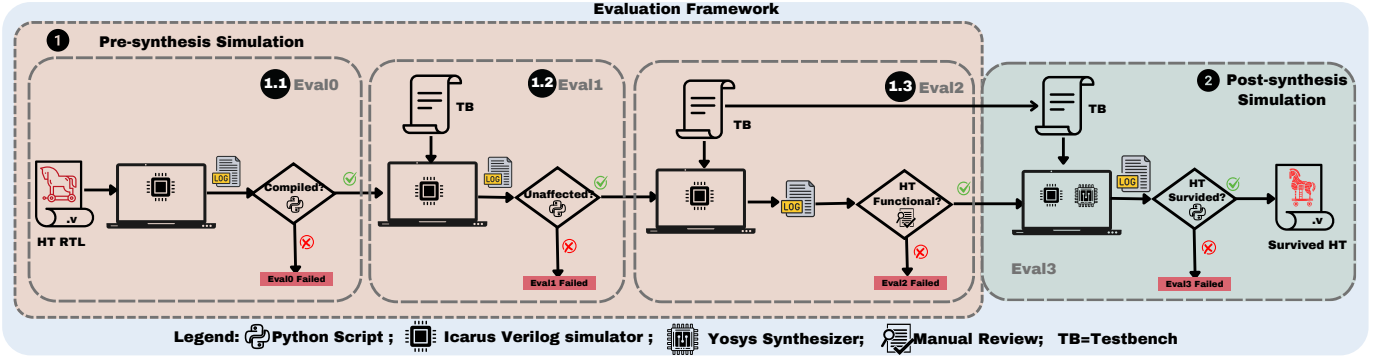 Evaluation Framework
1 Pre-synthesis Simulation
1.1 Eval0
HT RTL
.v
LOG
Compiled?
Eval0 Failed
1.2 Eval1
TB
LOG
Unaffected?
Eval1 Failed
1.3 Eval2
TB
LOG
HT
Functional?
Eval2 Failed
2 Post-synthesis
Simulation
TB
LOG
HT
Survided?
Eval3 Failed
Eval3
.v
Survived HT
Legend: Python Script ; Icarus Verilog simulator ; Yosys Synthesizer; Manual Review; TB=Testbench